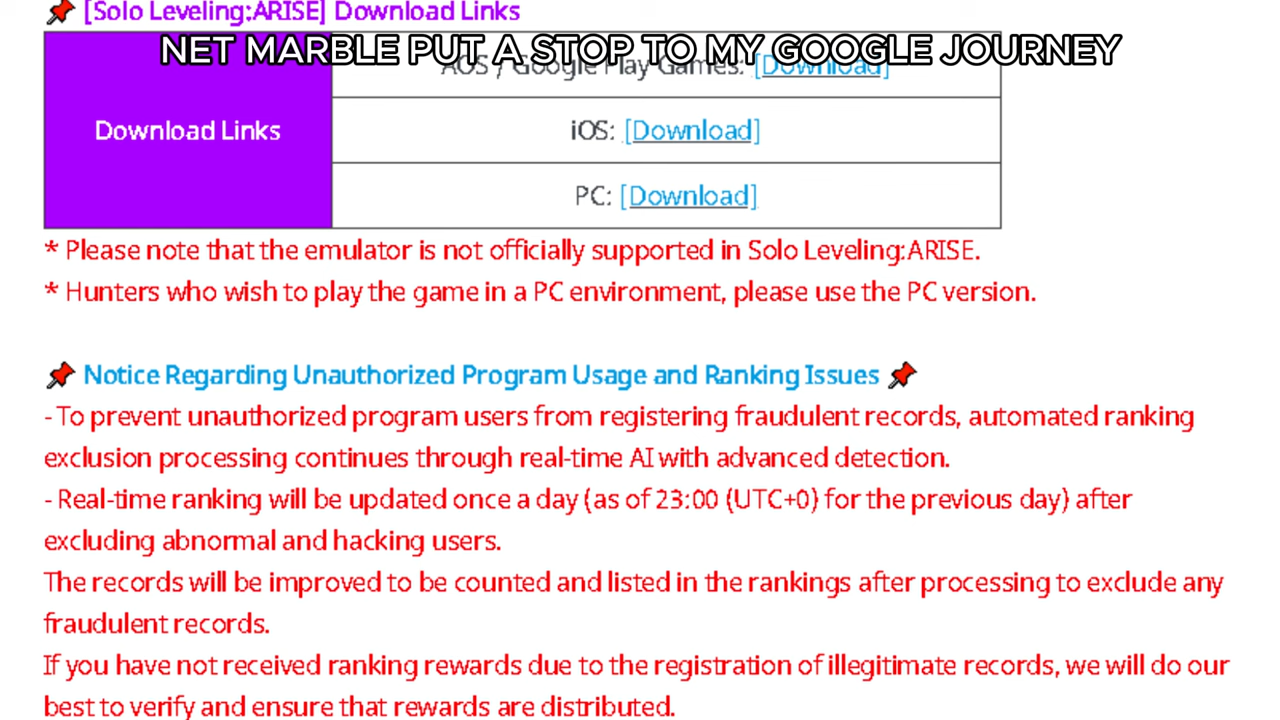 📌 [Solo Leveling:ARISE] Download Links
NET MARBLE PUT A STOP TO MY GOOGLE JOURNEY
AOS / Google Play Games: [Download]
Download Links
iOS: [Download]
PC: [Download]
* Please note that the emulator is not officially supported in Solo Leveling:ARISE.
* Hunters who wish to play the game in a PC environment, please use the PC version.
📌 Notice Regarding Unauthorized Program Usage and Ranking Issues 📌
- To prevent unauthorized program users from registering fraudulent records, automated ranking
exclusion processing continues through real-time AI with advanced detection.
- Real-time ranking will be updated once a day (as of 23:00 (UTC+0) for the previous day) after
excluding abnormal and hacking users.
The records will be improved to be counted and listed in the rankings after processing to exclude any
fraudulent records.
If you have not received ranking rewards due to the registration of illegitimate records, we will do our
best to verify and ensure that rewards are distributed.